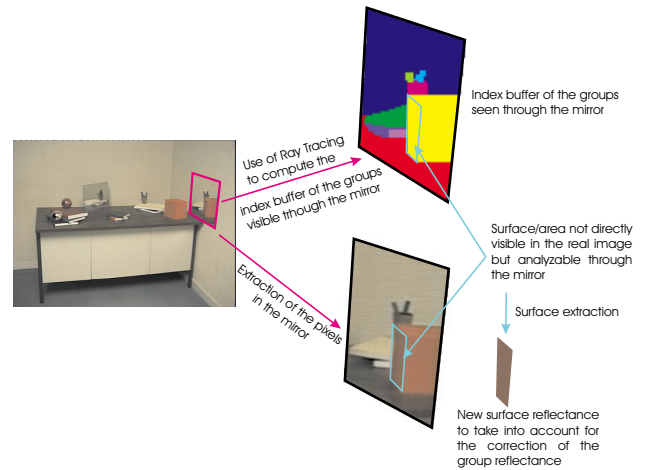 Index buffer of the groups
seen through the mirror
Use of Ray Tracing
to compute the
index buffer of the groups
visible trhough the mirror
Surface/area not directly
visible in the real image
but analyzable through
the mirror
Extraction of the pixels
in the mirror
Surface extraction
New surface reflectance
to take into account for
the correction of the
group reflectance